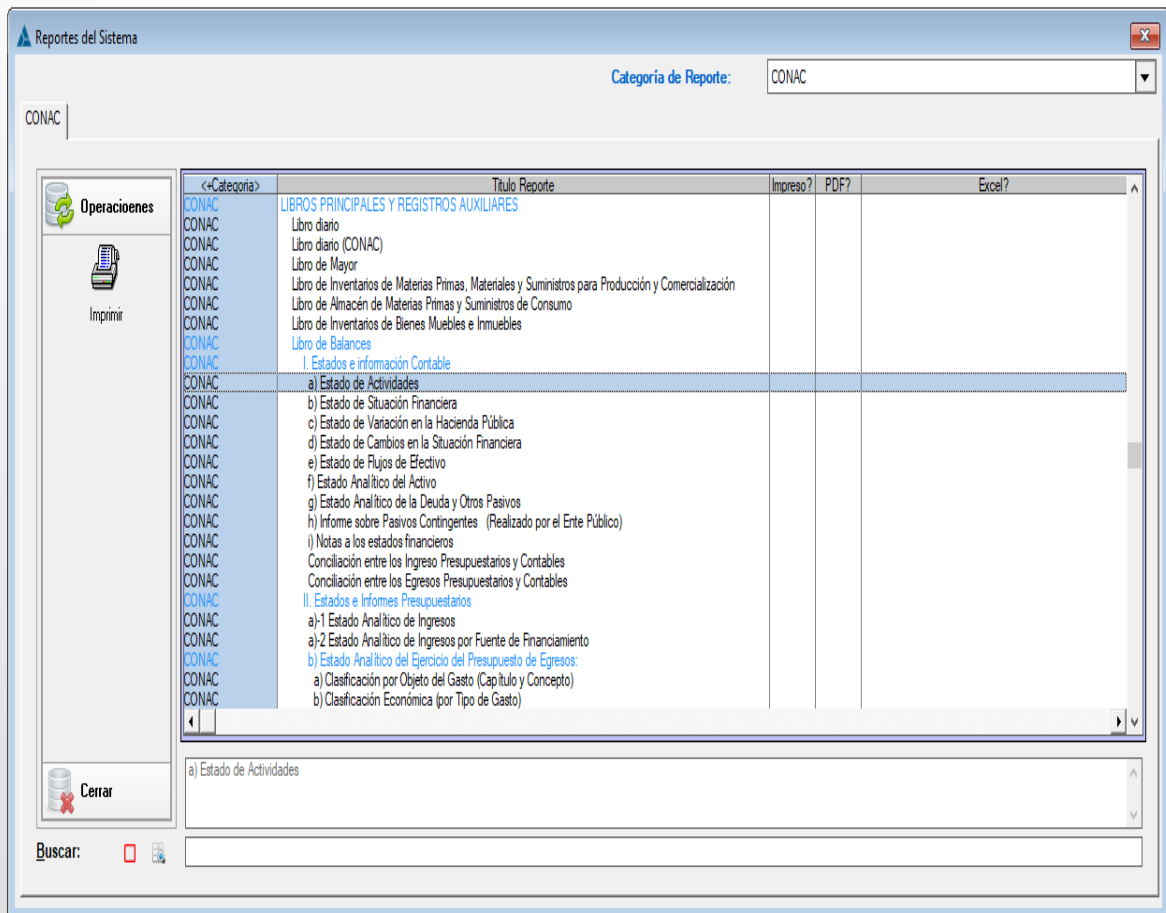 Reportes del Sistema
Categoría de Reporte: CONAC
CONAC
Operacioenes
Imprimir
Cerrar
<+Categoria> Titulo Reporte Impreso? PDF? Excel?
CONAC LIBROS PRINCIPALES Y REGISTROS AUXILIARES
CONAC Libro diario
CONAC Libro diario (CONAC)
CONAC Libro de Mayor
CONAC Libro de Inventarios de Materias Primas, Materiales y Suministros para Producción y Comercialización
CONAC Libro de Almacén de Materias Primas y Suministros de Consumo
CONAC Libro de Inventarios de Bienes Muebles e Inmuebles
CONAC Libro de Balances
CONAC I. Estados e información Contable
CONAC a) Estado de Actividades
CONAC b) Estado de Situación Financiera
CONAC c) Estado de Variación en la Hacienda Pública
CONAC d) Estado de Cambios en la Situación Financiera
CONAC e) Estado de Flujos de Efectivo
CONAC f) Estado Analítico del Activo
CONAC g) Estado Analítico de la Deuda y Otros Pasivos
CONAC h) Informe sobre Pasivos Contingentes (Realizado por el Ente Público)
CONAC i) Notas a los estados financieros
CONAC Conciliación entre los Ingreso Presupuestarios y Contables
CONAC Conciliación entre los Egresos Presupuestarios y Contables
CONAC II. Estados e Informes Presupuestarios
CONAC a)-1 Estado Analítico de Ingresos
CONAC a)-2 Estado Analítico de Ingresos por Fuente de Financiamiento
CONAC b) Estado Analítico del Ejercicio del Presupuesto de Egresos:
CONAC a) Clasificación por Objeto del Gasto (Capítulo y Concepto)
CONAC b) Clasificación Económica (por Tipo de Gasto)
a) Estado de Actividades
Buscar: